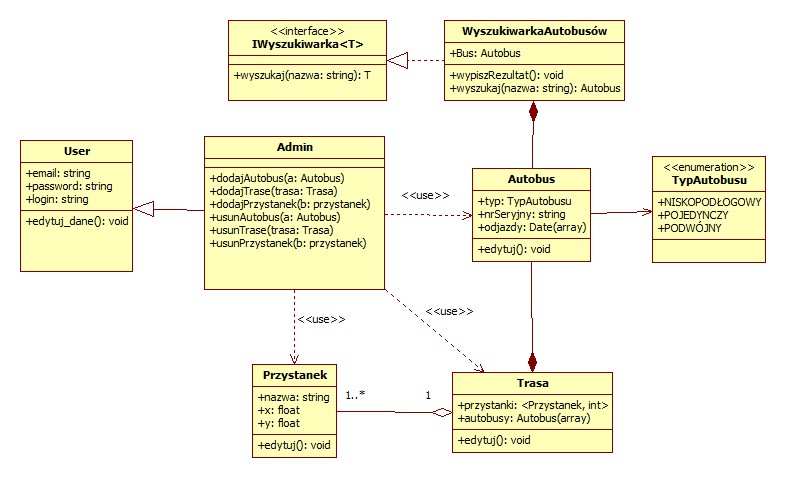 <<interface>>
IWyszukiwarka<T>
+wyszukaj(nazwa: string): T
WyszukiwarkaAutobusów
+Bus: Autobus
+wypiszRezultat(): void
+wyszukaj(nazwa: string): Autobus
User
+email: string
+password: string
+login: string
+edytuj_dane(): void
Admin
+dodajAutobus(a: Autobus)
+dodajTrase(trasa: Trasa)
+dodajPrzystanek(b: przystanek)
+usunAutobus(a: Autobus)
+usunTrase(trasa: Trasa)
+usunPrzystanek(b: przystanek)
<<use>>
Autobus
+typ: TypAutobusu
+nrSeryjny: string
+odjazdy: Date(array)
+edytuj(): void
<<enumeration>>
TypAutobusu
+NISKOPODŁOGOWY
+POJEDYNCZY
+PODWÓJNY
<<use>>
<<use>>
Przystanek
+nazwa: string
+x: float
+y: float
+edytuj(): void
1..*
1
Trasa
+przystanki: <Przystanek, int>
+autobusy: Autobus(array)
+edytuj(): void